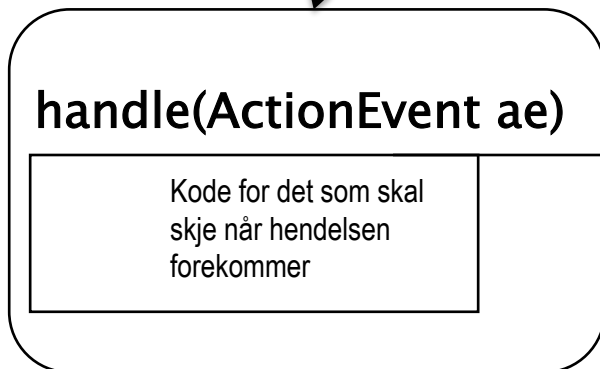 handle(ActionEvent ae)
Kode for det som skal
skje når hendelsen
forekommer